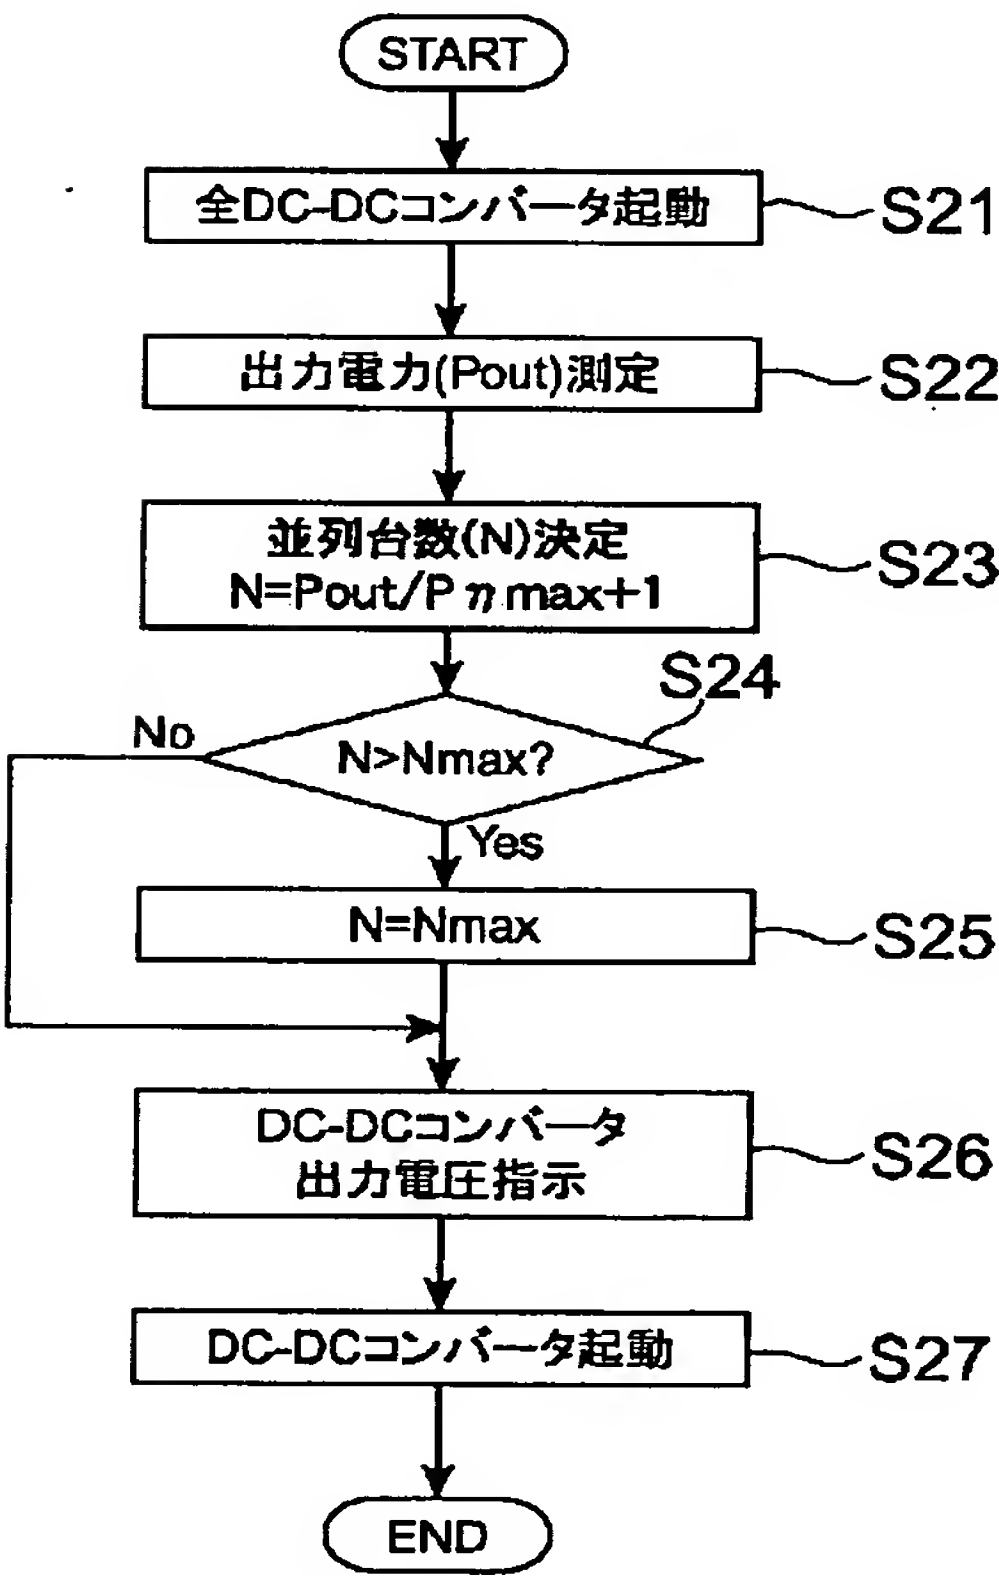 START
全DC-DCコンバータ起動
S21
出力電力(Pout)測定
S22
並列台数(N)決定
N=Pout/Pηmax+1
S23
S24
No
N>Nmax?
Yes
N=Nmax
S25
DC-DCコンバータ
出力電圧指示
S26
DC-DCコンバータ起動
S27
END